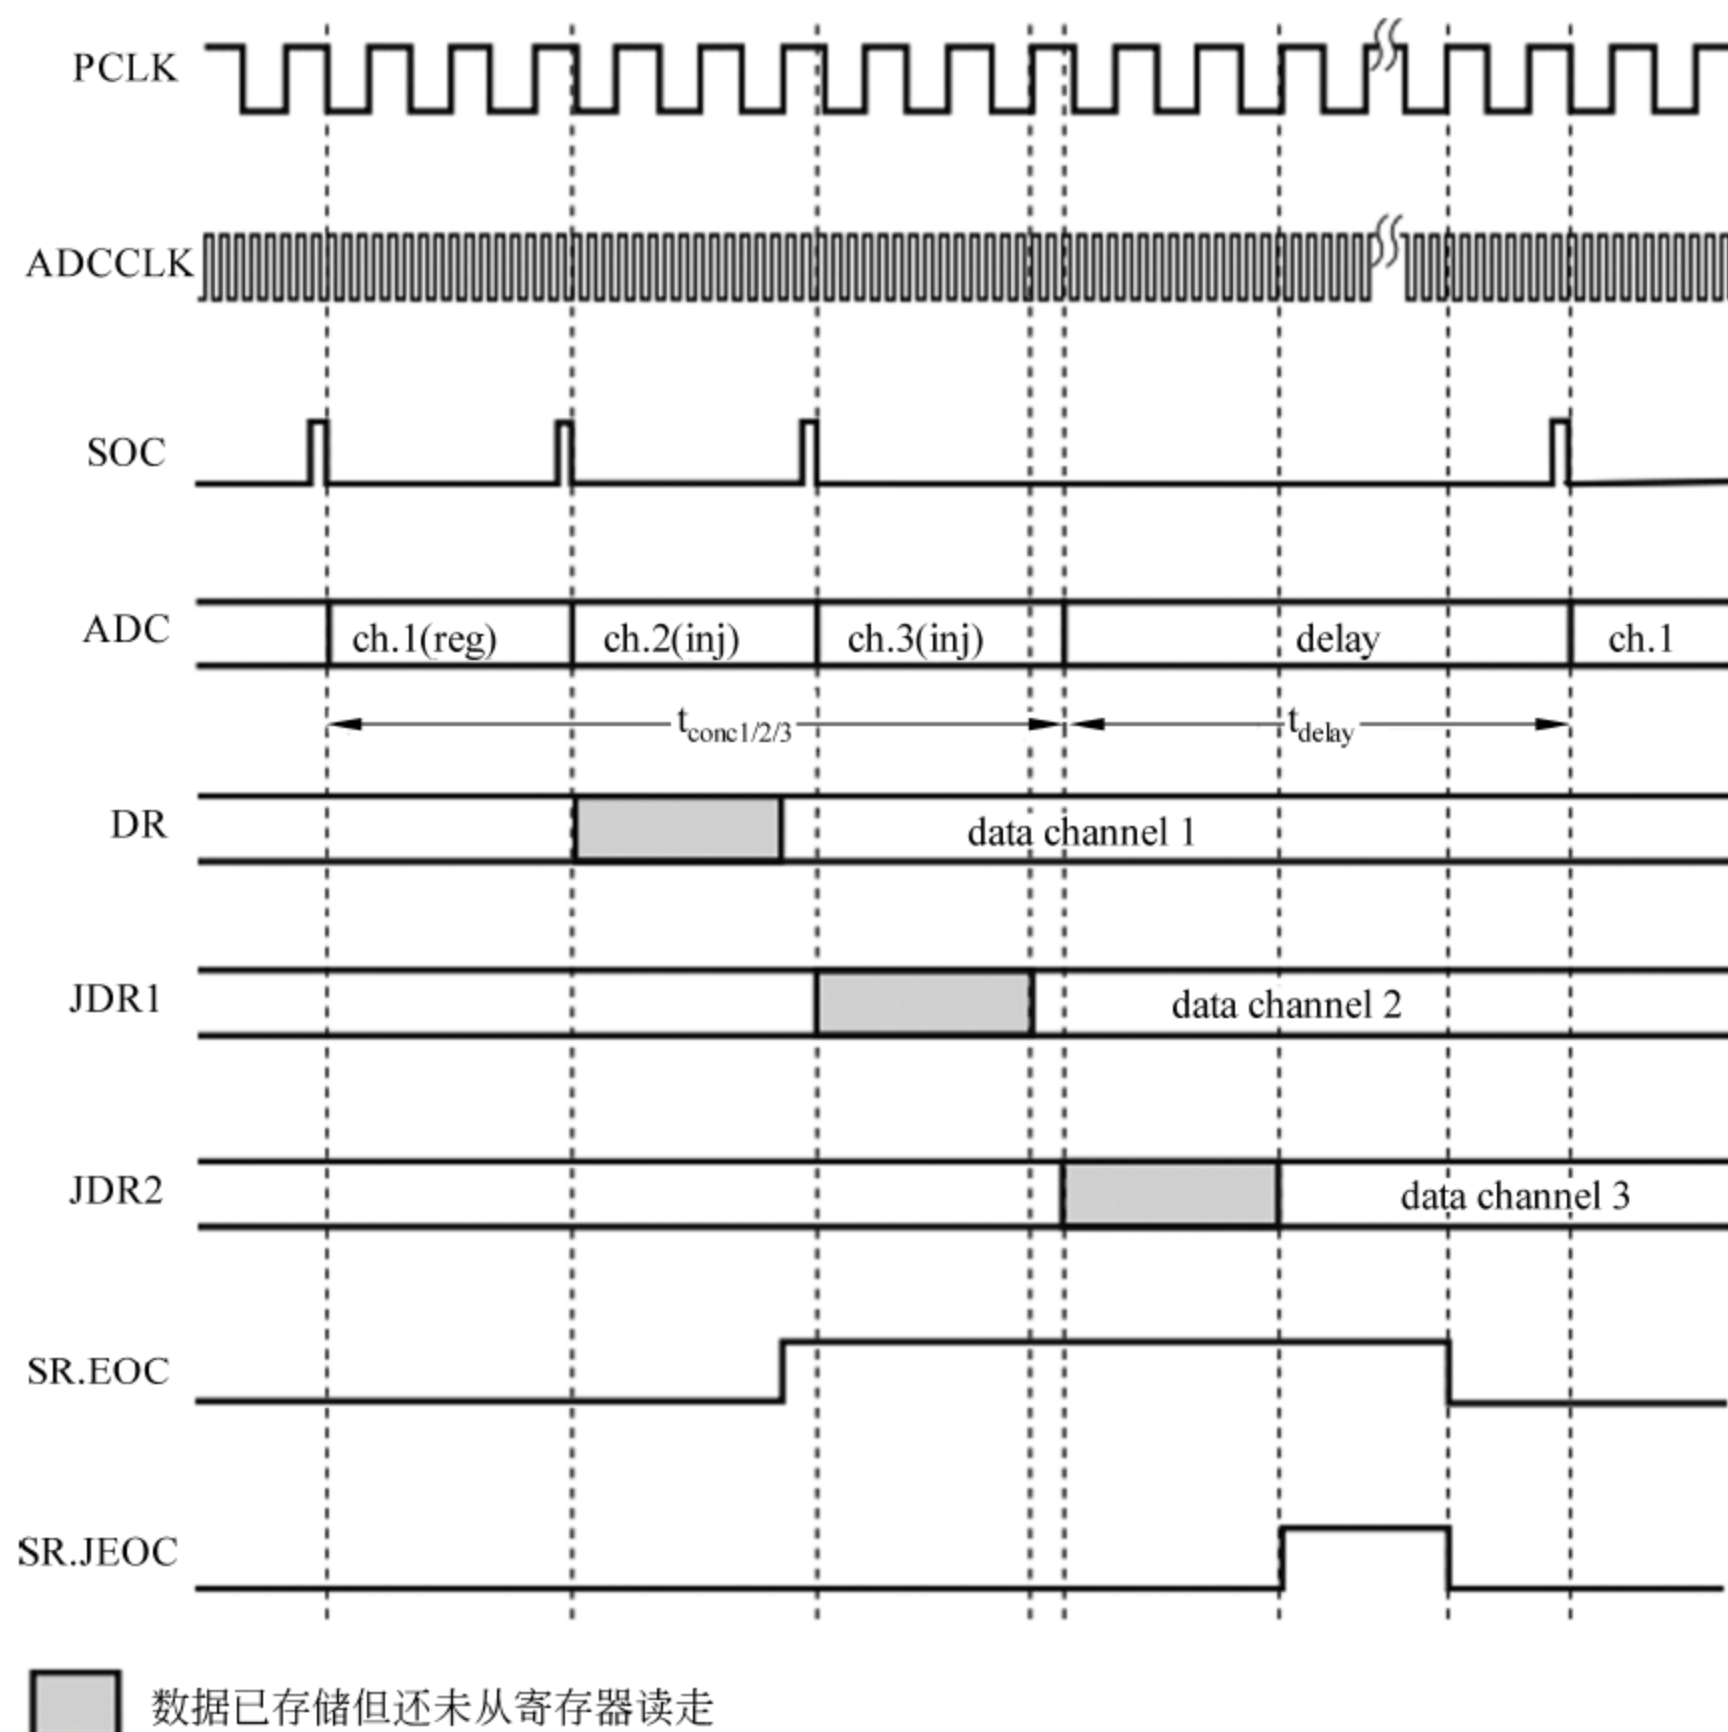 PCLK
ADCCLK
SOC
ADC ch.1(reg) ch.2(inj) ch.3(inj) delay ch.1
tconc1/2/3 tdelay
DR data channel 1
JDR1 data channel 2
JDR2 data channel 3
SR.EOC
SR.JEOC
数据已存储但还未从寄存器读走